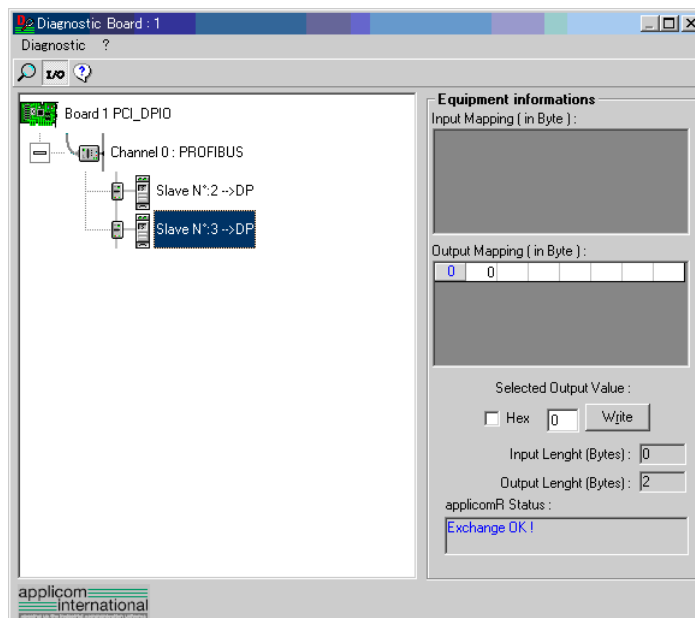 Diagnostic Board : 1
Diagnostic ?
I/O
Board 1 PCI_DPIO
Channel 0 : PROFIBUS
Slave N°:2 -->DP
Slave N°:3 -->DP
Equipment informations
Input Mapping ( in Byte ) :
Output Mapping ( in Byte ) :
0 0
Selected Output Value :
Hex 0 Write
Input Lenght (Bytes) : 0
Output Lenght (Bytes) : 2
applicomR Status :
Exchange OK !
applicom
international